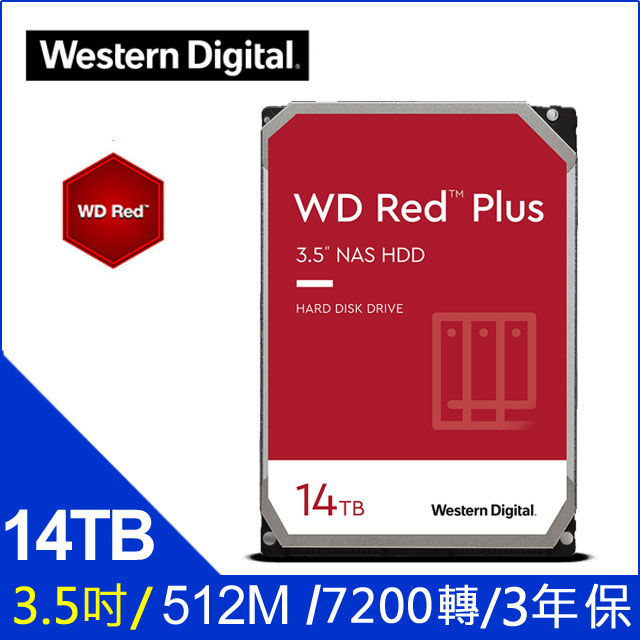 Western Digital.
WD Red™
WD Red™ Plus
3.5" NAS HDD
HARD DISK DRIVE
14TB
Western Digital.
14TB
3.5吋/512M/7200轉/3年保